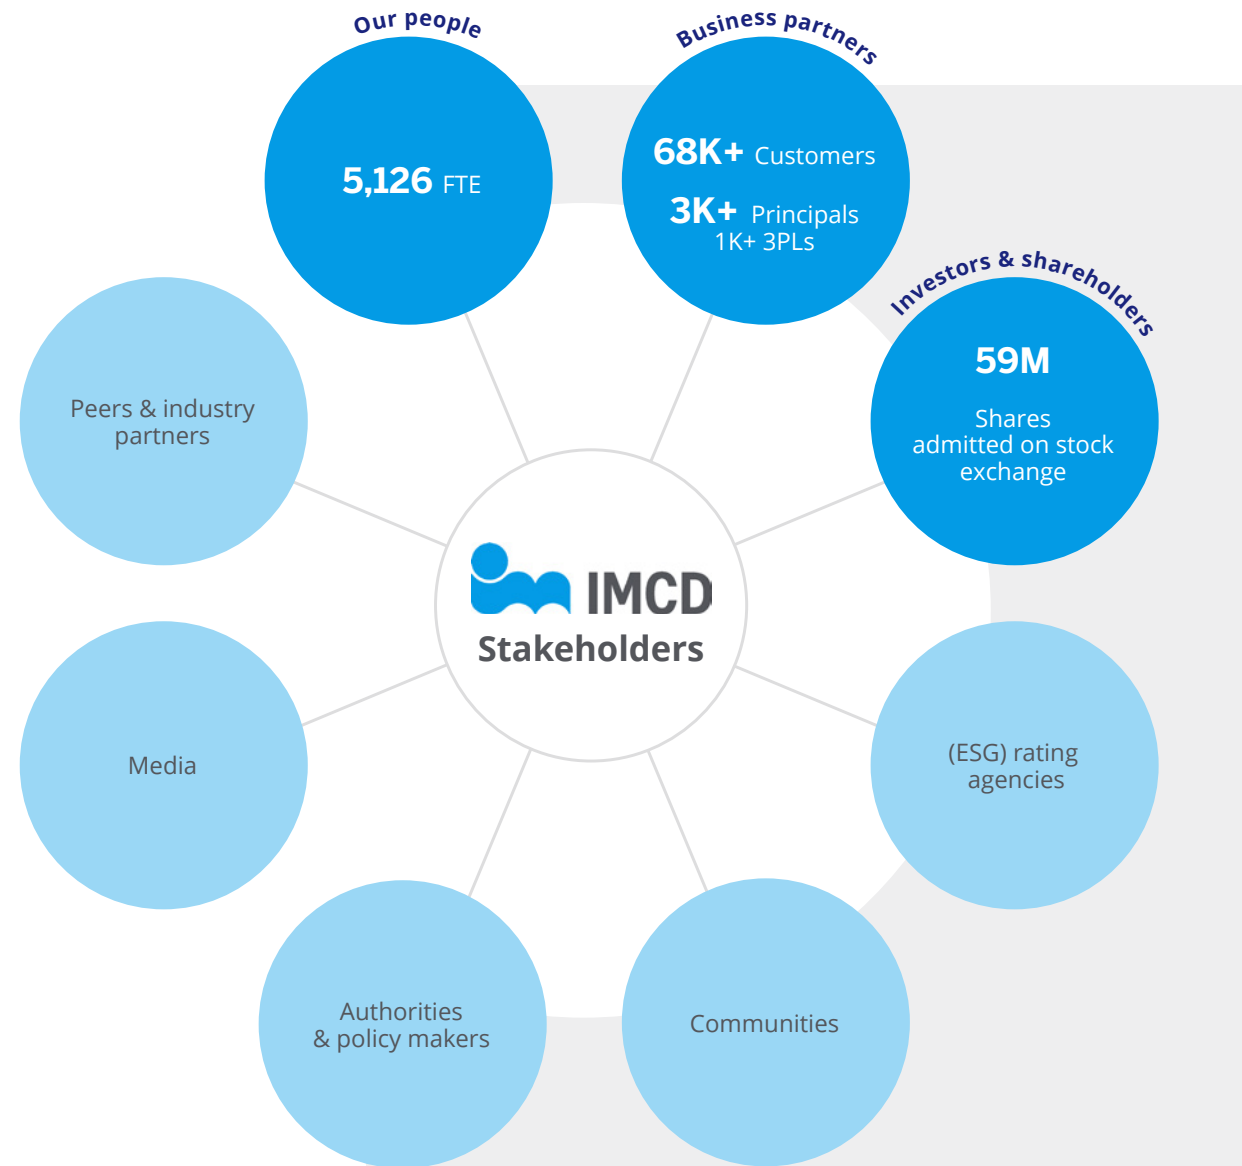 Our people
5,126 FTE
Business partners
68K+ Customers
3K+ Principals
1K+ 3PLs
Investors & shareholders
59M
Shares
admitted on stock
exchange
Peers & industry
partners
IMCD
Stakeholders
Media
(ESG) rating
agencies
Authorities
& policy makers
Communities